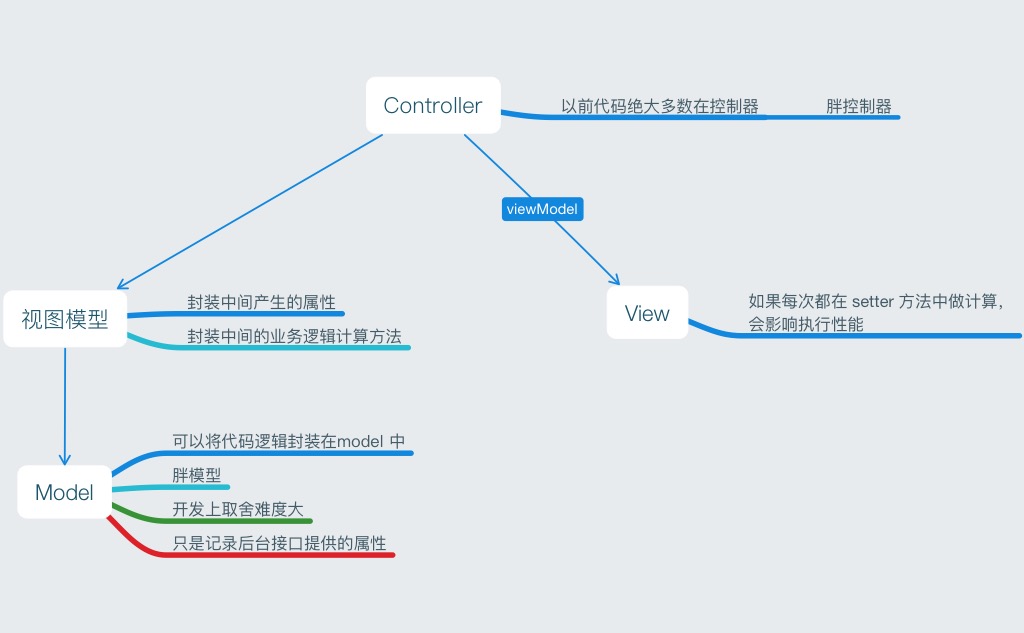 Controller
以前代码绝大多数在控制器
胖控制器
viewModel
视图模型
封装中间产生的属性
封装中间的业务逻辑计算方法
View
如果每次都在 setter 方法中做计算，
会影响执行性能
Model
可以将代码逻辑封装在model 中
胖模型
开发上取舍难度大
只是记录后台接口提供的属性